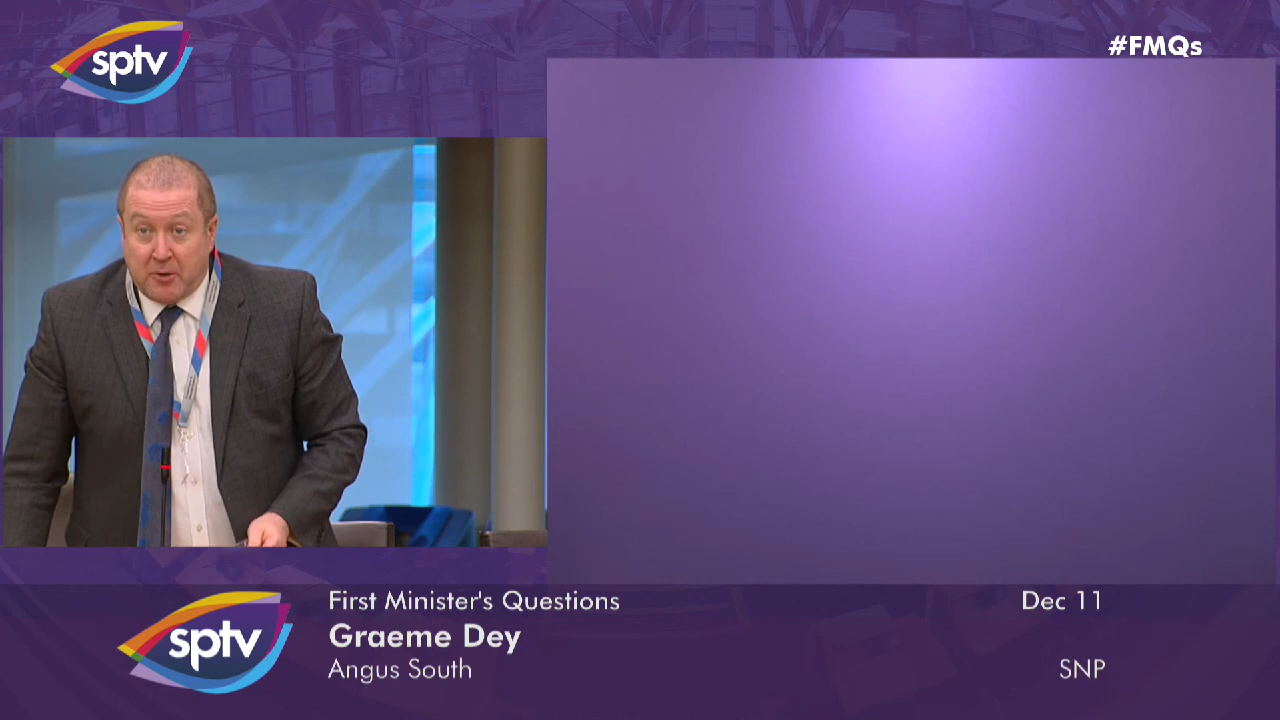 sptv
#FMQs
sptv
First Minister's Questions
Dec 11
Graeme Dey
Angus South
SNP